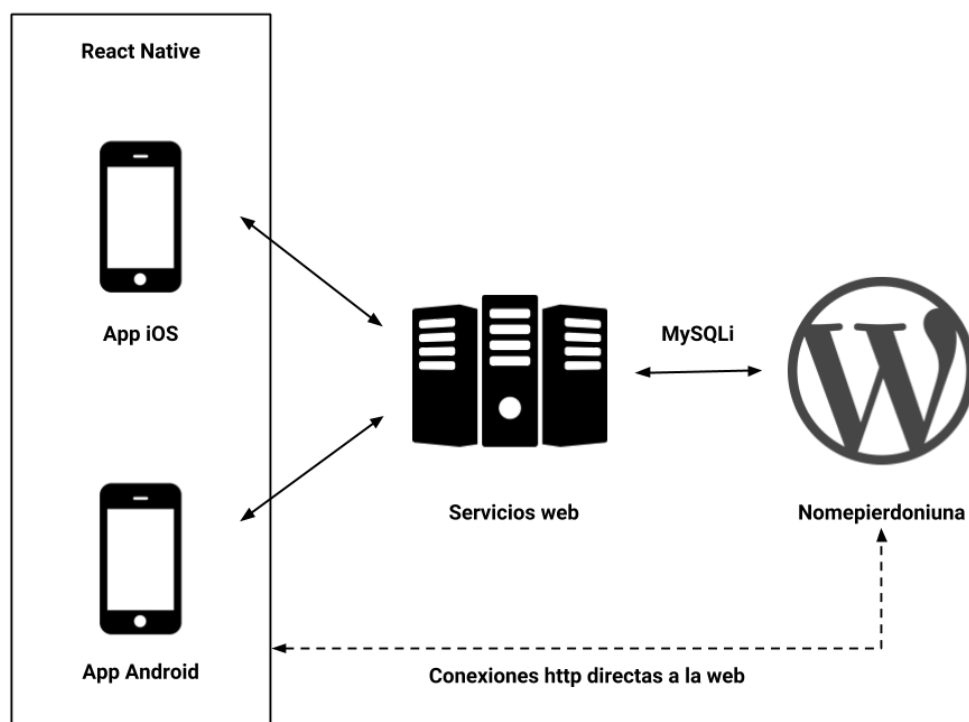 React Native
App iOS
MySQLi
Servicios web
Nomepierdoniuna
App Android
Conexiones http directas a la web